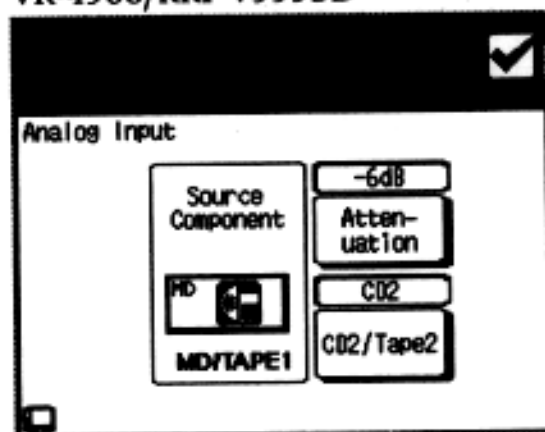 Analog Input
Source
Component
MD
MD/TAPE1
-6dB
Atten-
uation
CD2
CD2/Tape2